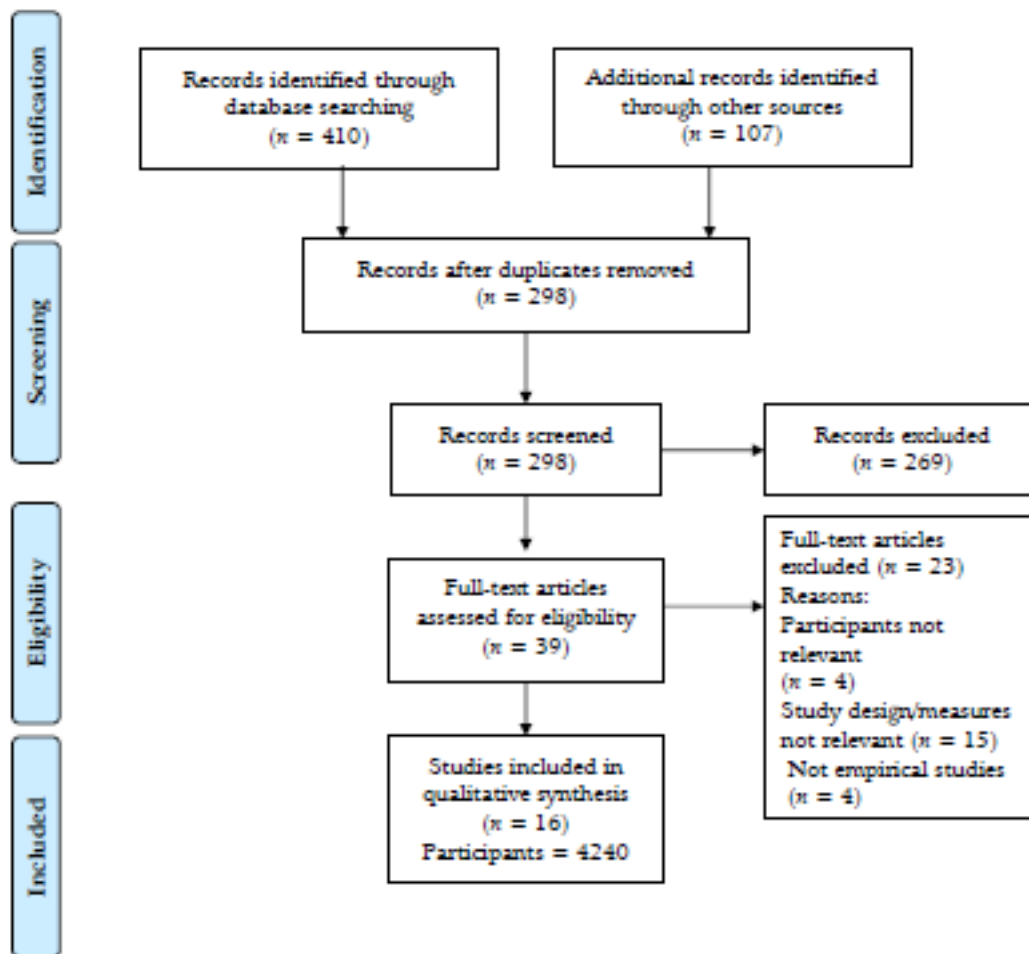 Identification
Records identified through
database searching
(n = 410)
Additional records identified
through other sources
(n = 107)
Screening
Records after duplicates removed
(n = 298)
Records screened
(n = 298)
Records excluded
(n = 269)
Eligibility
Full-text articles
assessed for eligibility
(n = 39)
Full-text articles
excluded (n = 23)
Reasons:
Participants not
relevant
(n = 4)
Study design/measures
not relevant (n = 15)
Not empirical studies
(n = 4)
Included
Studies included in
qualitative synthesis
(n = 16)
Participants = 4240